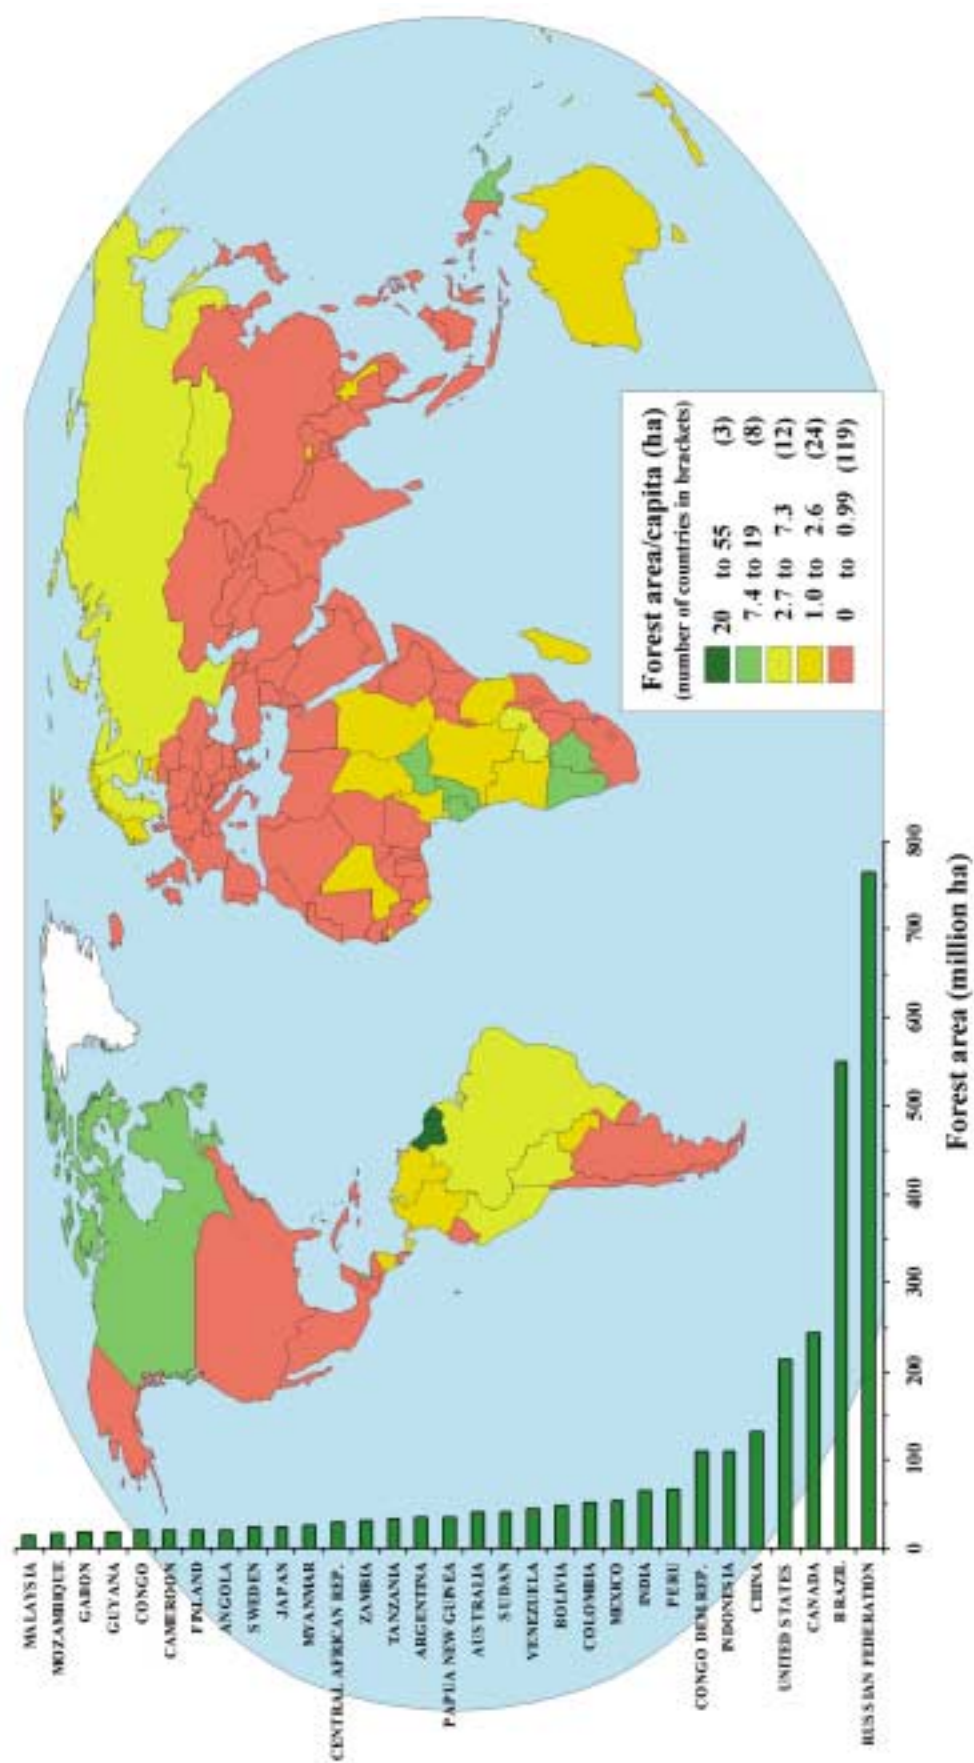 Forest area/capita (ha)
(number of countries in brackets)
20 to 55 (3)
7.4 to 19 (8)
2.7 to 7.3 (12)
1.0 to 2.6 (24)
0 to 0.99 (119)
MALAYSIA
MOZAMBIQUE
GABON
GUYANA
CONGO
CAMEROON
FINLAND
ANGOLA
SWEDEN
JAPAN
MYANMAR
CENTRAL AFRICAN REP.
ZAMBIA
TANZANIA
ARGENTINA
PAPUA NEW GUINEA
AUSTRALIA
SUDAN
VENEZUELA
BOLIVIA
COLOMBIA
MEXICO
INDIA
PERU
CONGO DEM.REP.
INDONESIA
CHINA
UNITED STATES
CANADA
BRAZIL
RUSSIAN FEDERATION
0 100 200 300 400 500 600 700 800
Forest area (million ha)